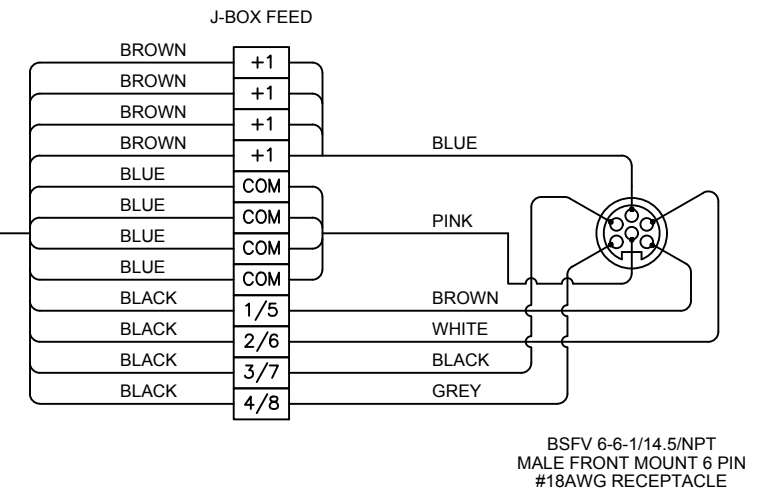 J-BOX FEED
BROWN +1
BROWN +1
BROWN +1
BROWN +1 BLUE
BLUE COM
BLUE COM PINK
BLUE COM
BLUE COM
BLACK 1/5 BROWN
BLACK 2/6 WHITE
BLACK 3/7 BLACK
BLACK 4/8 GREY
BSFV 6-6-1/14.5/NPT
MALE FRONT MOUNT 6 PIN
#18AWG RECEPTACLE